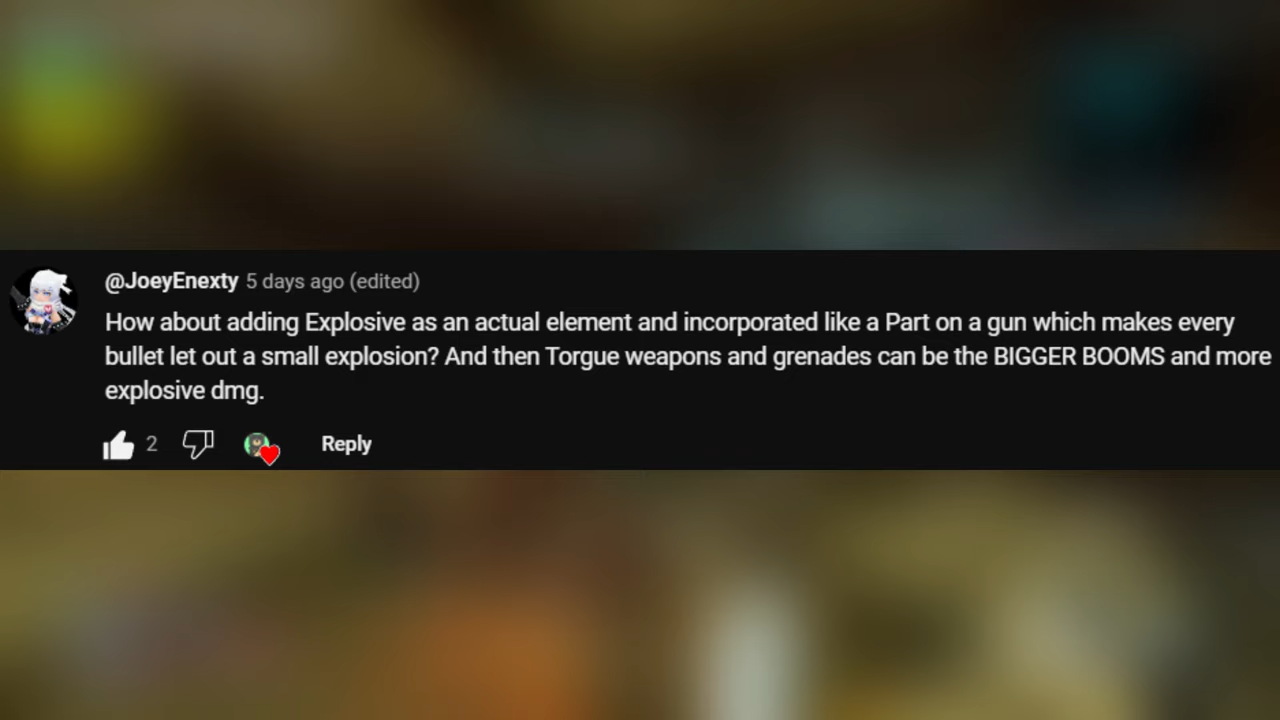 @JoeyEnexty 5 days ago (edited)
How about adding Explosive as an actual element and incorporated like a Part on a gun which makes every
bullet let out a small explosion? And then Torgue weapons and grenades can be the BIGGER BOOMS and more
explosive dmg.
2 Reply